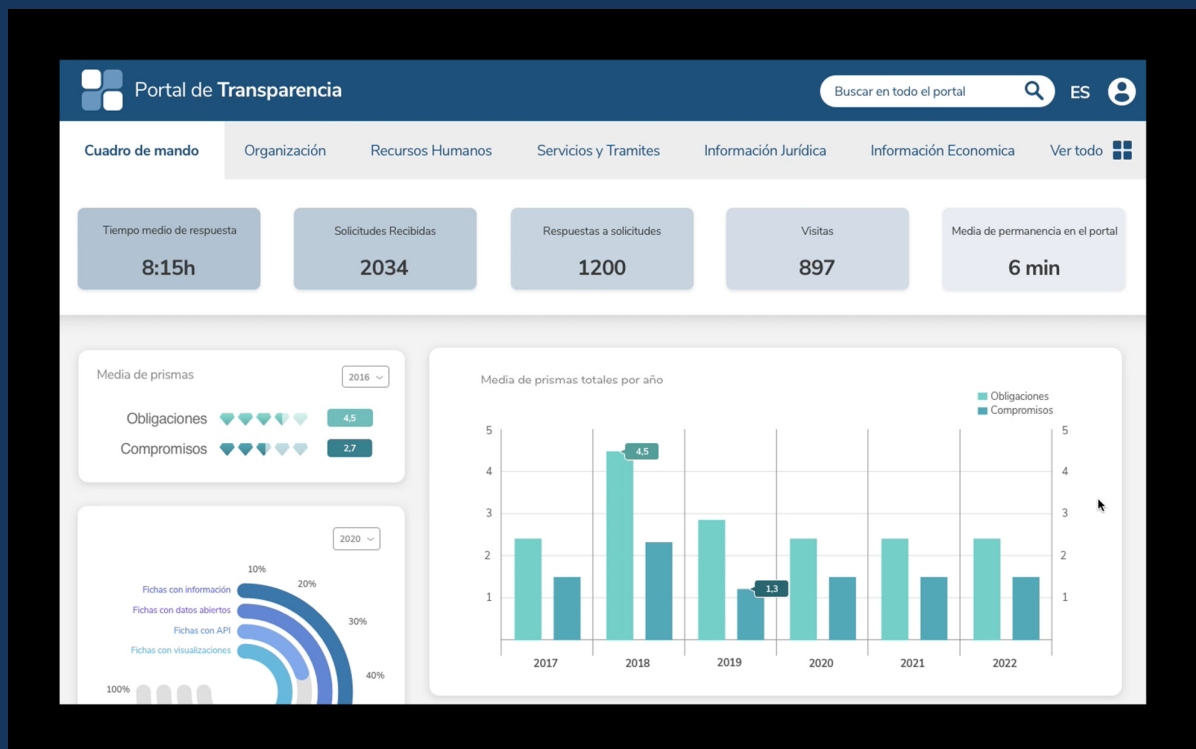 Portal de Transparencia
Buscar en todo el portal
ES
Cuadro de mando
Organización
Recursos Humanos
Servicios y Tramites
Información Jurídica
Información Economica
Ver todo
Tiempo medio de respuesta
8:15h
Solicitudes Recibidas
2034
Respuestas a solicitudes
1200
Visitas
897
Media de permanencia en el portal
6 min
Media de prismas
2016
Obligaciones
4,5
Compromisos
2,7
2020
10%
20%
30%
40%
100%
Fichas con información
Fichas con datos abiertos
Fichas con API
Fichas con visualizaciones
Media de prismas totales por año
Obligaciones
Compromisos
5
4
3
2
1
4,5
1,3
5
4
3
2
1
2017
2018
2019
2020
2021
2022